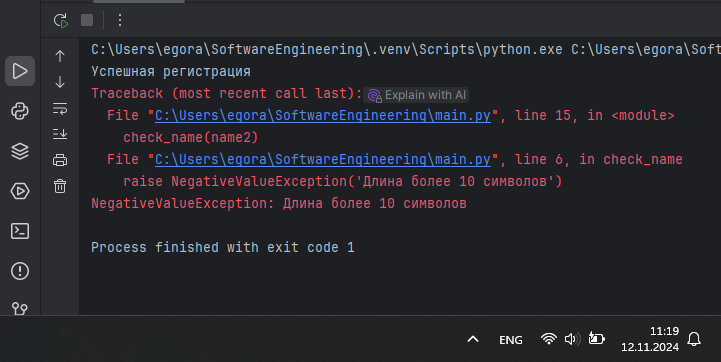 C:\Users\egora\SoftwareEngineering\.venv\Scripts\python.exe C:\Users\egora\Soft
Успешная регистрация
Traceback (most recent call last): Explain with AI
  File "C:\Users\egora\SoftwareEngineering\main.py", line 15, in <module>
    check_name(name2)
  File "C:\Users\egora\SoftwareEngineering\main.py", line 6, in check_name
    raise NegativeValueException('Длина более 10 символов')
NegativeValueException: Длина более 10 символов
Process finished with exit code 1
ENG
11:19
12.11.2024